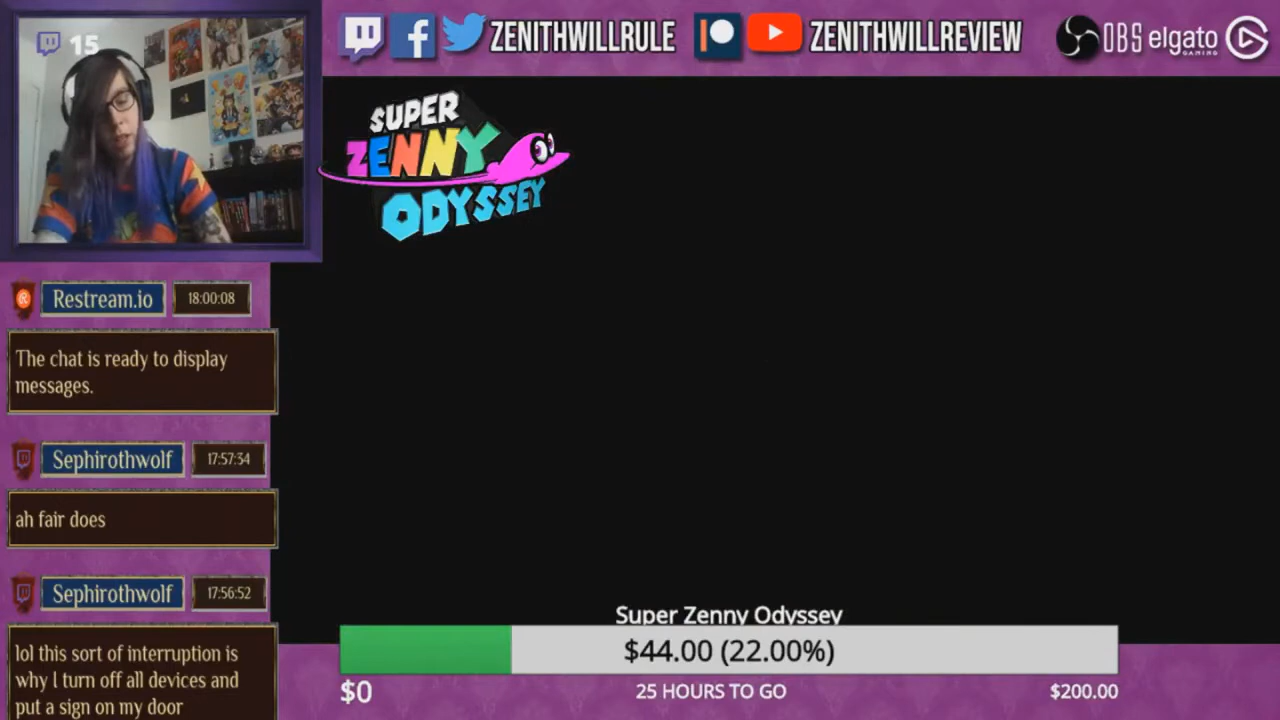 15
ZENITHWILLRULE
ZENITHWILLREVIEW
OBS
elgato
GAMING
SUPER
ZENNY
ODYSSEY
Restream.io
18:00:08
The chat is ready to display
messages.
Sephirothwolf
17:57:34
ah fair does
Sephirothwolf
17:56:52
lol this sort of interruption is
why I turn off all devices and
put a sign on my door
Super Zenny Odyssey
$44.00 (22.00%)
$0
25 HOURS TO GO
$200.00